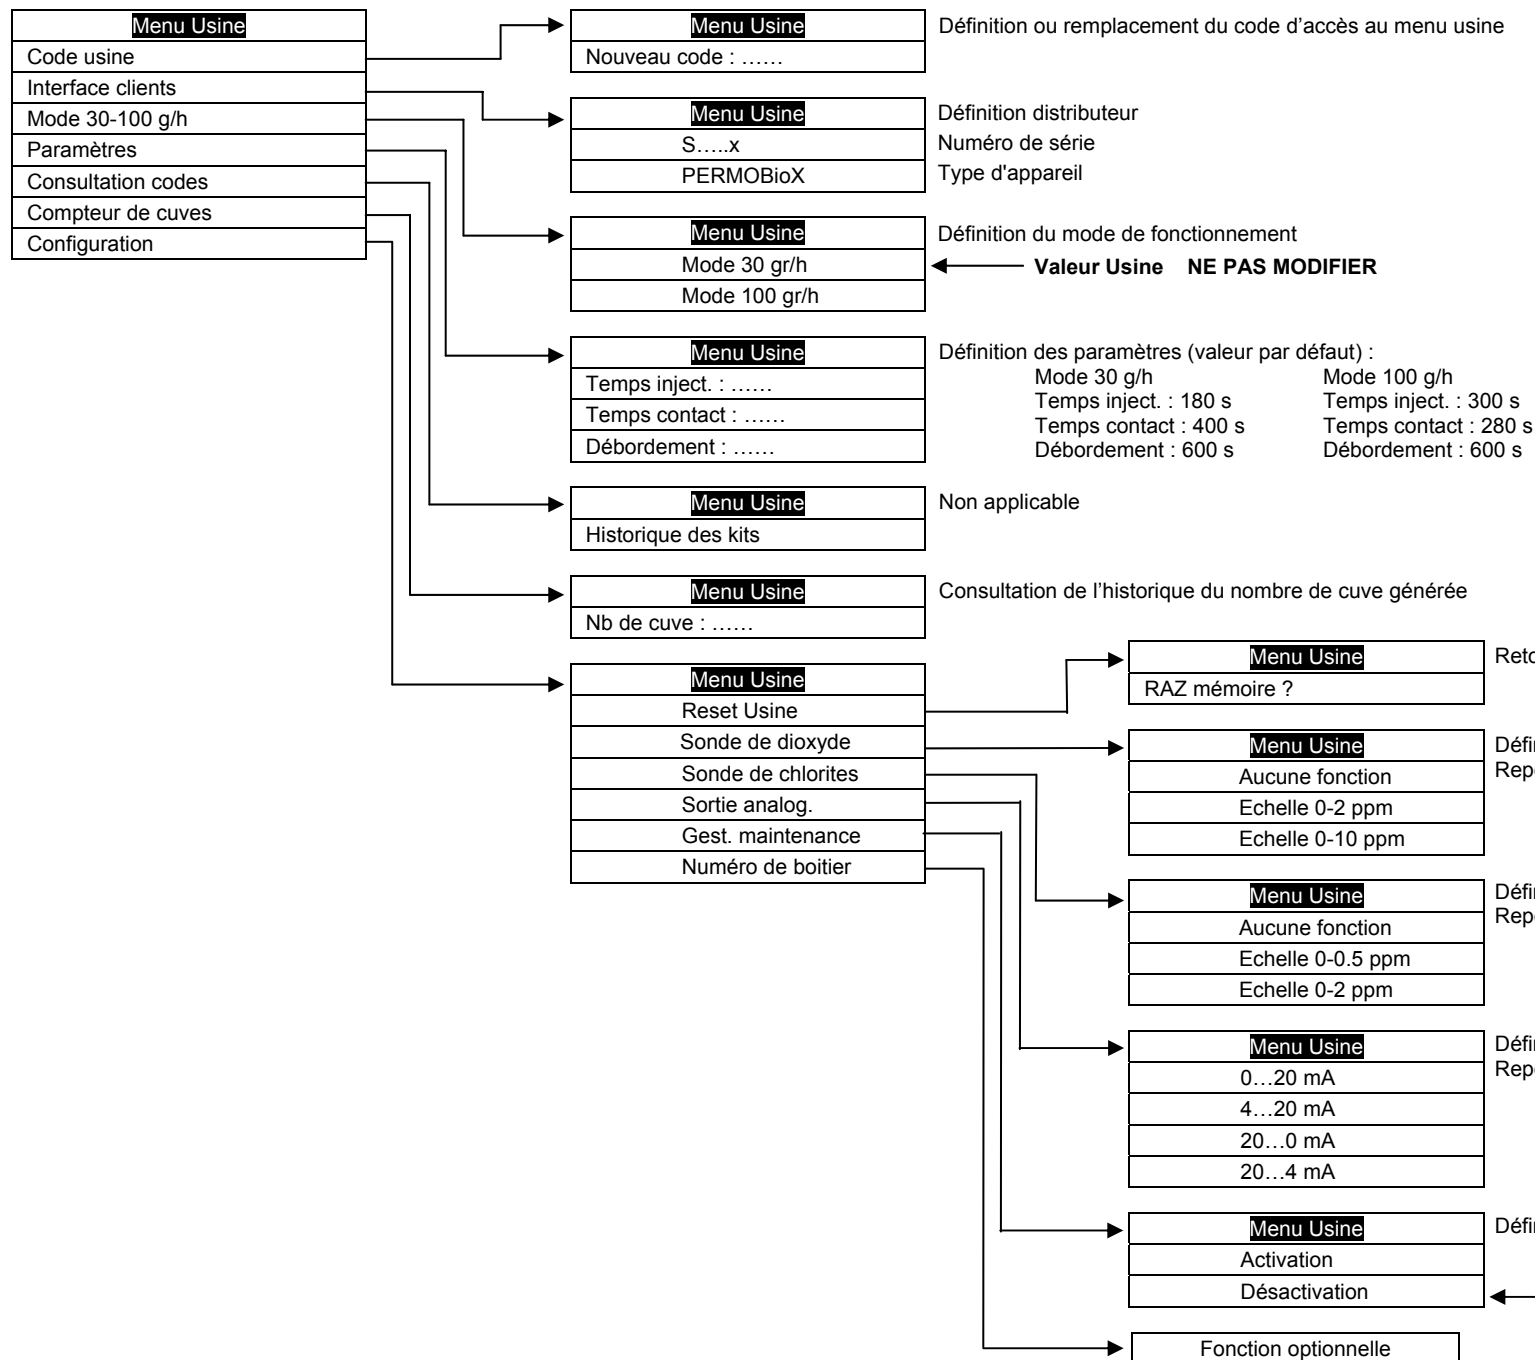 Menu Usine
Code usine
Interface clients
Mode 30-100 g/h
Paramètres
Consultation codes
Compteur de cuves
Configuration
Menu Usine
Nouveau code : ……
Définition ou remplacement du code d’accès au menu usine
Menu Usine
S…..x
PERMOBioX
Définition distributeur
Numéro de série
Type d'appareil
Menu Usine
Mode 30 gr/h
Mode 100 gr/h
Définition du mode de fonctionnement
Valeur Usine NE PAS MODIFIER
Menu Usine
Temps inject. : ……
Temps contact : ……
Débordement : ……
Définition des paramètres (valeur par défaut) :
Mode 30 g/h Mode 100 g/h
Temps inject. : 180 s Temps inject. : 300 s
Temps contact : 400 s Temps contact : 280 s
Débordement : 600 s Débordement : 600 s
Menu Usine
Historique des kits
Non applicable
Menu Usine
Nb de cuve : ……
Consultation de l’historique du nombre de cuve générée
Menu Usine
Reset Usine
Sonde de dioxyde
Sonde de chlorites
Sortie analog.
Gest. maintenance
Numéro de boitier
Menu Usine
RAZ mémoire ?
Menu Usine
Aucune fonction
Echelle 0-2 ppm
Echelle 0-10 ppm
Menu Usine
Aucune fonction
Echelle 0-0.5 ppm
Echelle 0-2 ppm
Menu Usine
0…20 mA
4…20 mA
20…0 mA
20…4 mA
Menu Usine
Activation
Désactivation
Fonction optionnelle